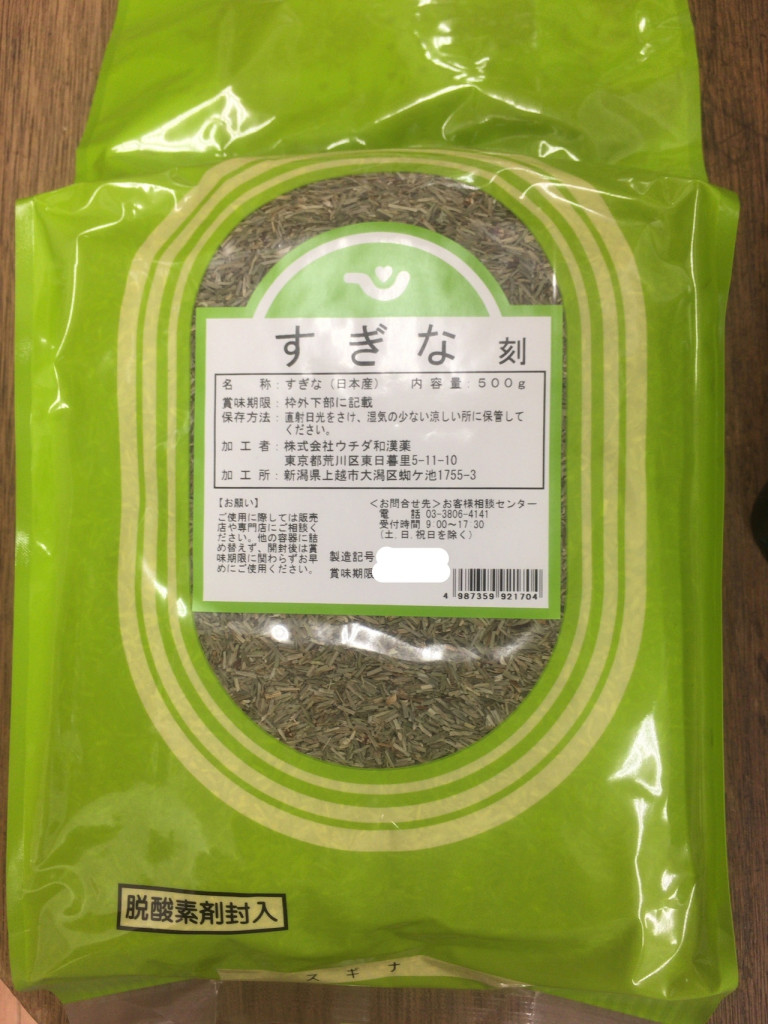 すぎな 刻
名 称：すぎな（日本産） 内容量：５００ｇ
賞味期限：枠外下部に記載
保存方法：直射日光をさけ、湿気の少ない涼しい所に保管して
ください。
加工者：株式会社ウチダ和漢薬
東京都荒川区東日暮里5-11-10
加工所：新潟県上越市大潟区蜘ケ池1755-3
【お願い】
ご使用に際しては販売
店や専門店にご相談く
ださい。他の容器に詰
め替えず、開封後は賞
味期限に関わらずお早
めにご使用ください。
＜お問合せ先＞お客様相談センター
電 話 03-3806-4141
受付時間 9 00〜17 30
（土.日.祝日を除く）
製造記号
賞味期限
4 987359 921704
脱酸素剤封入
スギナ